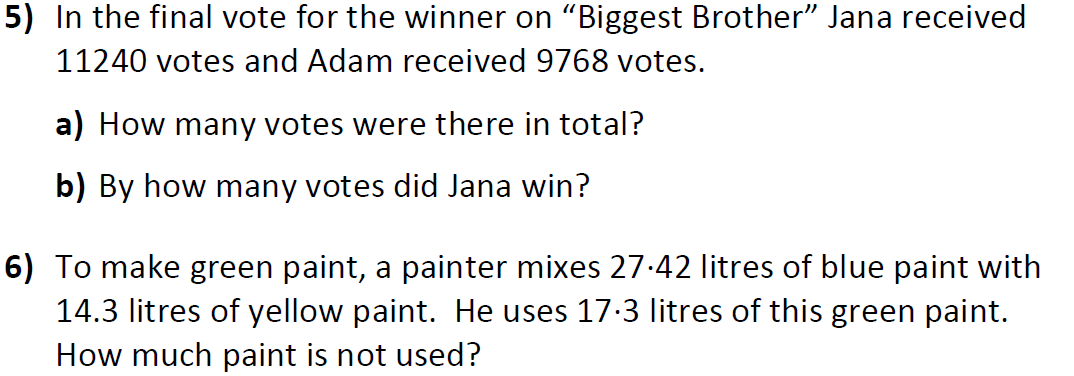 5) In the final vote for the winner on “Biggest Brother” Jana received
11240 votes and Adam received 9768 votes.
a) How many votes were there in total?
b) By how many votes did Jana win?
6) To make green paint, a painter mixes 27·42 litres of blue paint with
14.3 litres of yellow paint. He uses 17·3 litres of this green paint.
How much paint is not used?